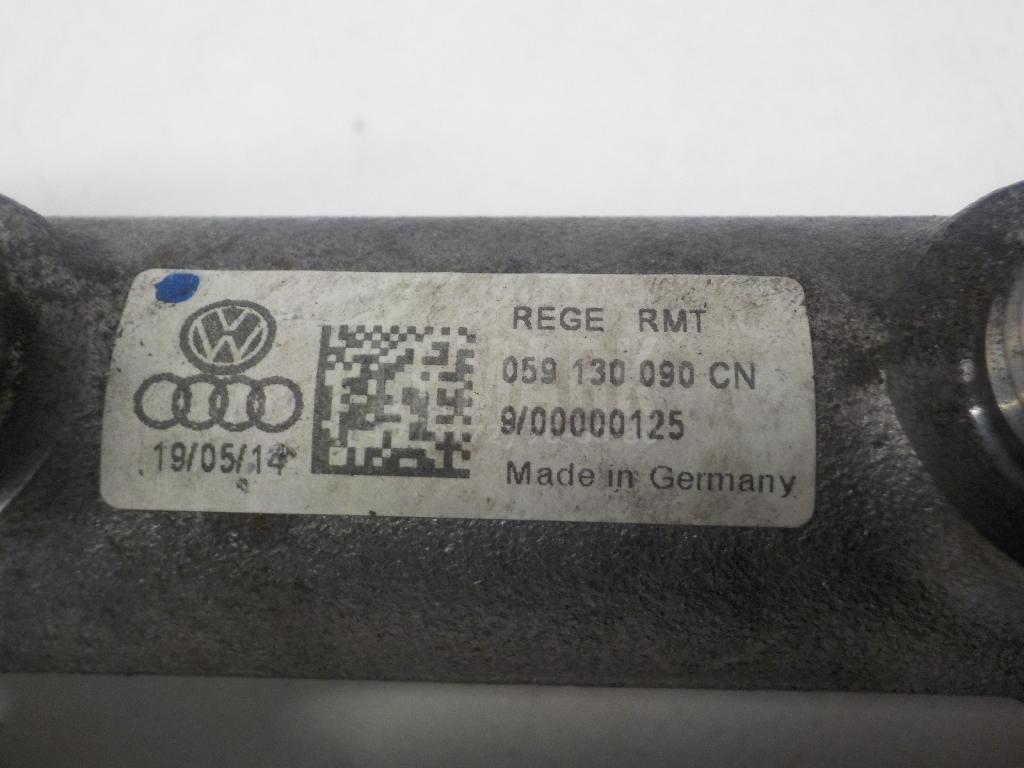 REGE RMT
059 130 090 CN
9/00000125
Made in Germany
19/05/14